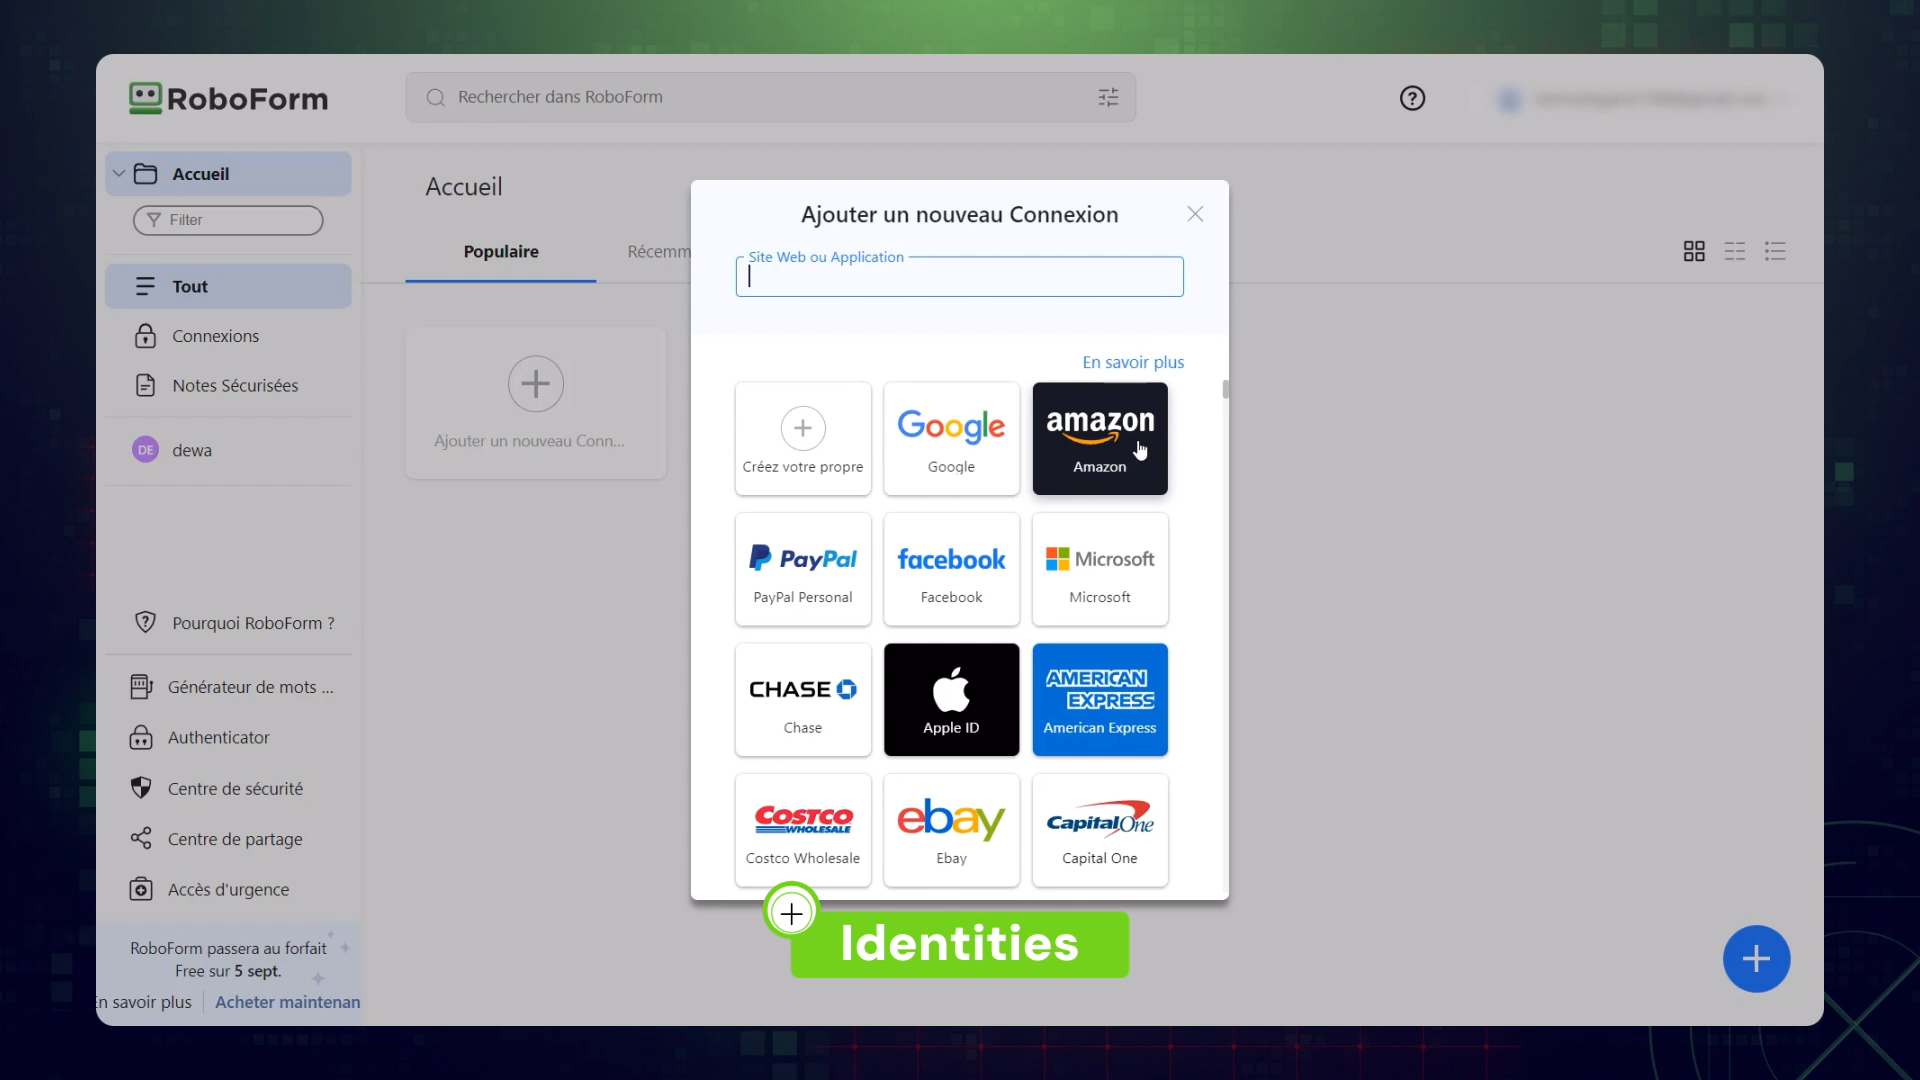 RoboForm
Rechercher dans RoboForm
Accueil
Filter
Tout
Connexions
Notes Sécurisées
DE dewa
Pourquoi RoboForm ?
Générateur de mots ...
Authenticator
Centre de sécurité
Centre de partage
Accès d'urgence
RoboForm passera au forfait
Free sur 5 sept.
n savoir plus
Acheter maintenan
Accueil
Populaire
Récemm
Ajouter un nouveau Conn...
Ajouter un nouveau Connexion
Site Web ou Application
En savoir plus
Créez votre propre
Google
Google
amazon
Amazon
PayPal
PayPal Personal
facebook
Facebook
Microsoft
Microsoft
CHASE
Chase
Apple ID
AMERICAN
EXPRESS
American Express
COSTCO
WHOLESALE
Costco Wholesale
ebay
Ebay
Capital One
Capital One
Identities